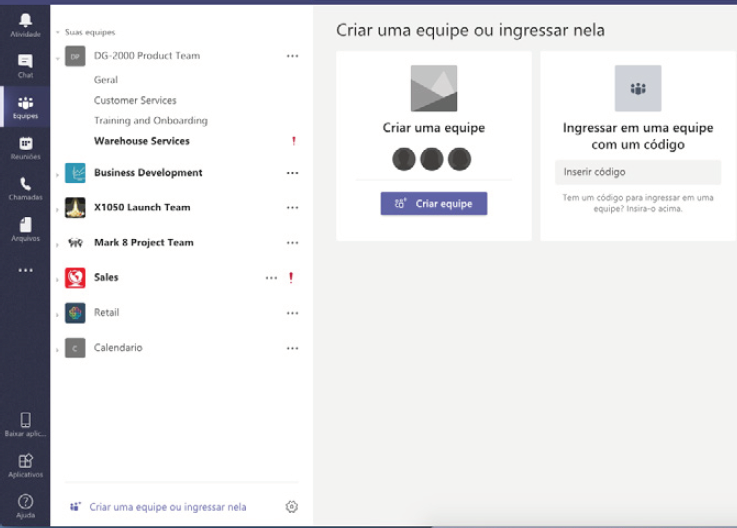 Atividade
Chat
Equipes
Reuniões
Chamadas
Arquivos
Baixar aplic...
Aplicativos
Ajuda
Suas equipes
DP DG-2000 Product Team
Geral
Customer Services
Training and Onboarding
Warehouse Services
Business Development
X1050 Launch Team
Mark 8 Project Team
Sales
Retail
C Calendario
Criar uma equipe ou ingressar nela
Criar uma equipe ou ingressar nela
Criar uma equipe
Criar equipe
Ingressar em uma equipe
com um código
Inserir código
Tem um código para ingressar em uma
equipe? Insira-o acima.